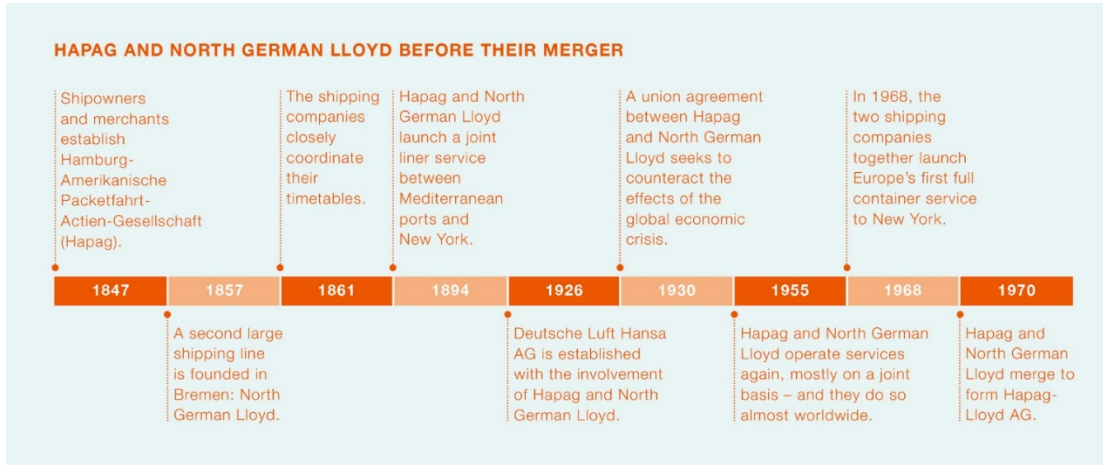 HAPAG AND NORTH GERMAN LLOYD BEFORE THEIR MERGER
Shipowners
and merchants
establish
Hamburg-
Amerikanische
Packetfahrt-
Actien-Gesellschaft
(Hapag).
The shipping
companies
closely
coordinate
their
timetables.
Hapag and North
German Lloyd
launch a joint
liner service
between
Mediterranean
ports and
New York.
A union agreement
between Hapag
and North German
Lloyd seeks to
counteract the
effects of the
global economic
crisis.
In 1968, the
two shipping
companies
together launch
Europe's first full
container service
to New York.
1847
1857
1861
1894
1926
1930
1955
1968
1970
A second large
shipping line
is founded in
Bremen: North
German Lloyd.
Deutsche Luft Hansa
AG is established
with the involvement
of Hapag and North
German Lloyd.
Hapag and North German
Lloyd operate services
again, mostly on a joint
basis – and they do so
almost worldwide.
Hapag and
North German
Lloyd merge to
form Hapag-
Lloyd AG.